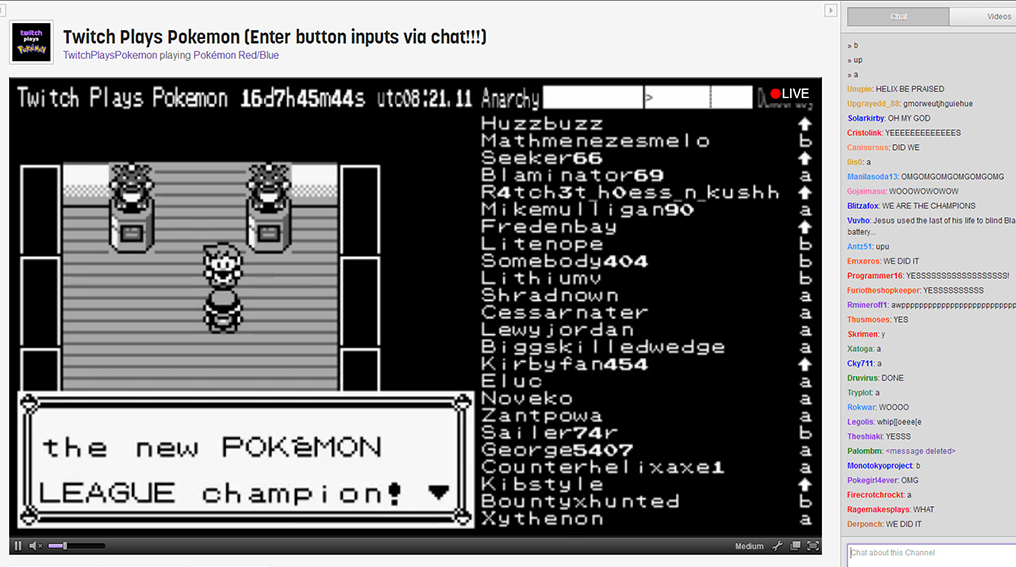 twitch
plays
Pokémon
Twitch Plays Pokemon (Enter button inputs via chat!!!)
TwitchPlaysPokemon playing Pokémon Red/Blue
Twitch Plays Pokemon 16d7h45m44s utc08:21.11 Anarchy > LIVE
Huzzbuzz ⬆
Mathmenezesmelo b
Seeker66 ⬆
Blaminator69 a
R4tch3t_h0ess_n_kushh ⬆
Mikemulligan90 a
Fredenbay ⬆
Litenope b
Somebody404 b
Lithiumv b
Shradnown a
Cessarnater a
Lewyjordan a
Biggskilledwedge a
Kirbyfan454 ⬆
Eluc a
Noveko a
Zantpowa a
Sailer74r b
George5407 b
Counterhelixaxe1 a
Kibstyle ⬆
Bountyxhunted b
Xythenon a
the new POKéMON
LEAGUE champion! ▼
Medium
Chat Videos
» b
» up
» a
Unupie: HELIX BE PRAISED
Upgrayedd_88: gmorweutjhguiehue
Solarkirby: OH MY GOD
Cristolink: YEEEEEEEEEEEEES
Canisursus: DID WE
0is0: a
Manilasoda13: OMGOMGOMGOMGOMGOMG
Gojaimasu: WOOOWOWOWOW
Blitzafox: WE ARE THE CHAMPIONS
Vuvho: Jesus used the last of his life to blind Bla
battery...
Antz51: upu
Emxeros: WE DID IT
Programmer16: YESSSSSSSSSSSSSSSSSS!
Furiotheshopkeeper: YESSSSSSSSSS
Rmineroff1: awpppppppppppppppppppppppppp
Thusmoses: YES
Skrimen: y
Xatoga: a
Cky711: a
Druvirus: DONE
Tryplot: a
Rokwar: WOOOO
Legolis: whip[]oeee[e
Theshiaki: YESSS
Palombm: <message deleted>
Monotokyoproject: b
Pokegirl4ever: OMG
Firecrotchrockt: a
Ragemakesplays: WHAT
Derponch: WE DID IT
Chat about this Channel